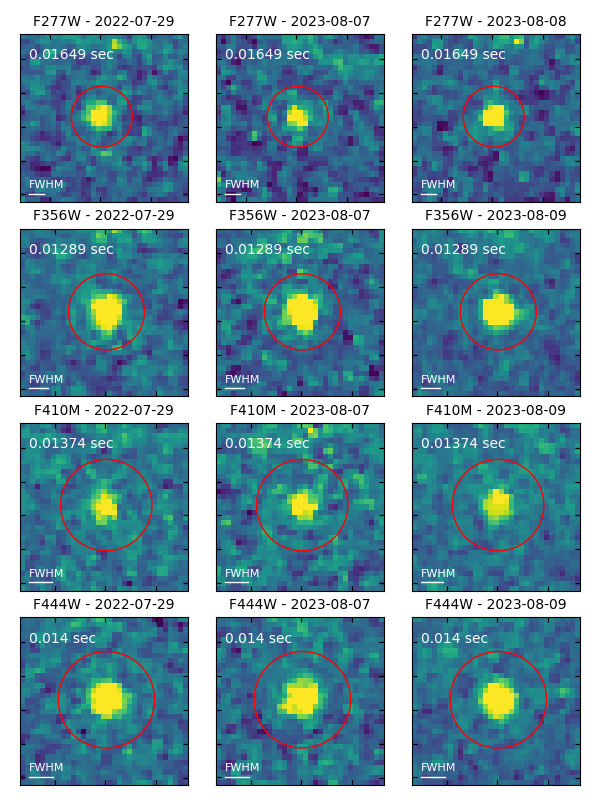 F277W - 2022-07-29
F277W - 2023-08-07
F277W - 2023-08-08
0.01649 sec
0.01649 sec
0.01649 sec
FWHM
FWHM
FWHM
F356W - 2022-07-29
F356W - 2023-08-07
F356W - 2023-08-09
0.01289 sec
0.01289 sec
0.01289 sec
FWHM
FWHM
FWHM
F410M - 2022-07-29
F410M - 2023-08-07
F410M - 2023-08-09
0.01374 sec
0.01374 sec
0.01374 sec
FWHM
FWHM
FWHM
F444W - 2022-07-29
F444W - 2023-08-07
F444W - 2023-08-09
0.014 sec
0.014 sec
0.014 sec
FWHM
FWHM
FWHM